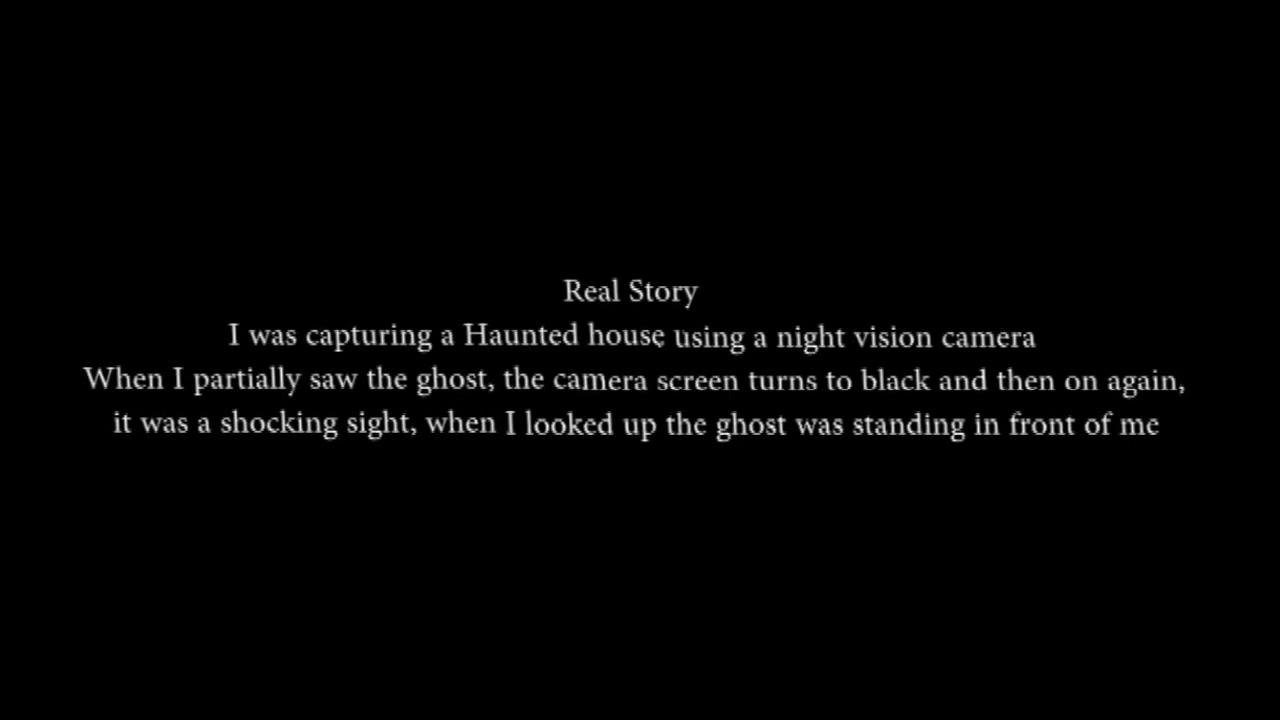 Real Story
I was capturing a Haunted house using a night vision camera
When I partially saw the ghost, the camera screen turns to black and then on again,
it was a shocking sight, when I looked up the ghost was standing in front of me